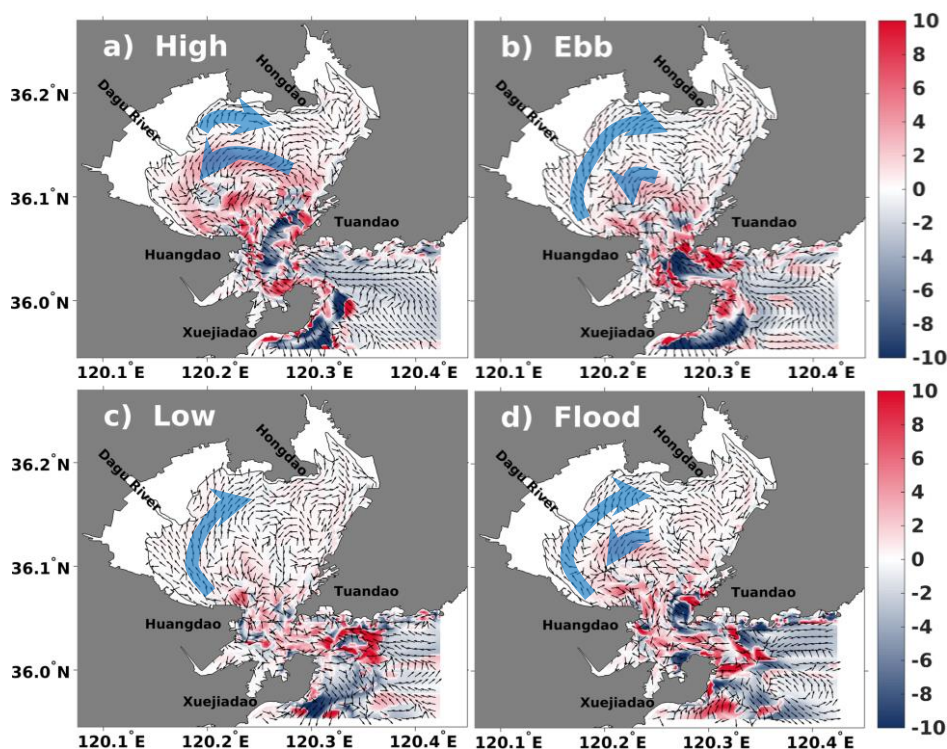 a) High
b) Ebb
10
Hongdao
Hongdao
8
36.2°N
Dagu River
Dagu River
6
4
2
36.1°N
0
Tuandao
Tuandao
-2
Huangdao
Huangdao
-4
36.0°N
-6
Xuejiadao
Xuejiadao
-8
-10
120.1°E 120.2°E 120.3°E 120.4°E
120.1°E 120.2°E 120.3°E 120.4°E
c) Low
d) Flood
10
Hongdao
Hongdao
8
36.2°N
Dagu River
Dagu River
6
4
2
36.1°N
0
Tuandao
Tuandao
-2
Huangdao
Huangdao
-4
36.0°N
-6
Xuejiadao
Xuejiadao
-8
-10
120.1°E 120.2°E 120.3°E 120.4°E
120.1°E 120.2°E 120.3°E 120.4°E